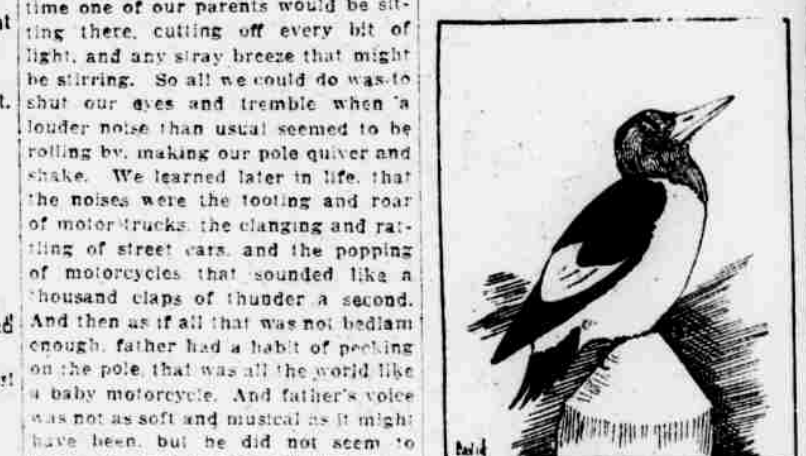 time one of our parents would be sit-
ting there, cutting off every bit of
light, and any stray breeze that might
be stirring. So all we could do was to
shut our eyes and tremble when a
louder noise than usual seemed to be
rolling by, making our pole quiver and
shake. We learned later in life, that
the noises were the tooting and roar
of motor trucks, the clanging and rat-
tling of street cars, and the popping
of motorcycles that sounded like a
thousand claps of thunder a second.
And then as if all that was not bedlam
enough, father had a habit of pecking
on the pole, that was all the world like
a baby motorcycle. And father's voice
was not as soft and musical as it might
have been, but he did not seem to